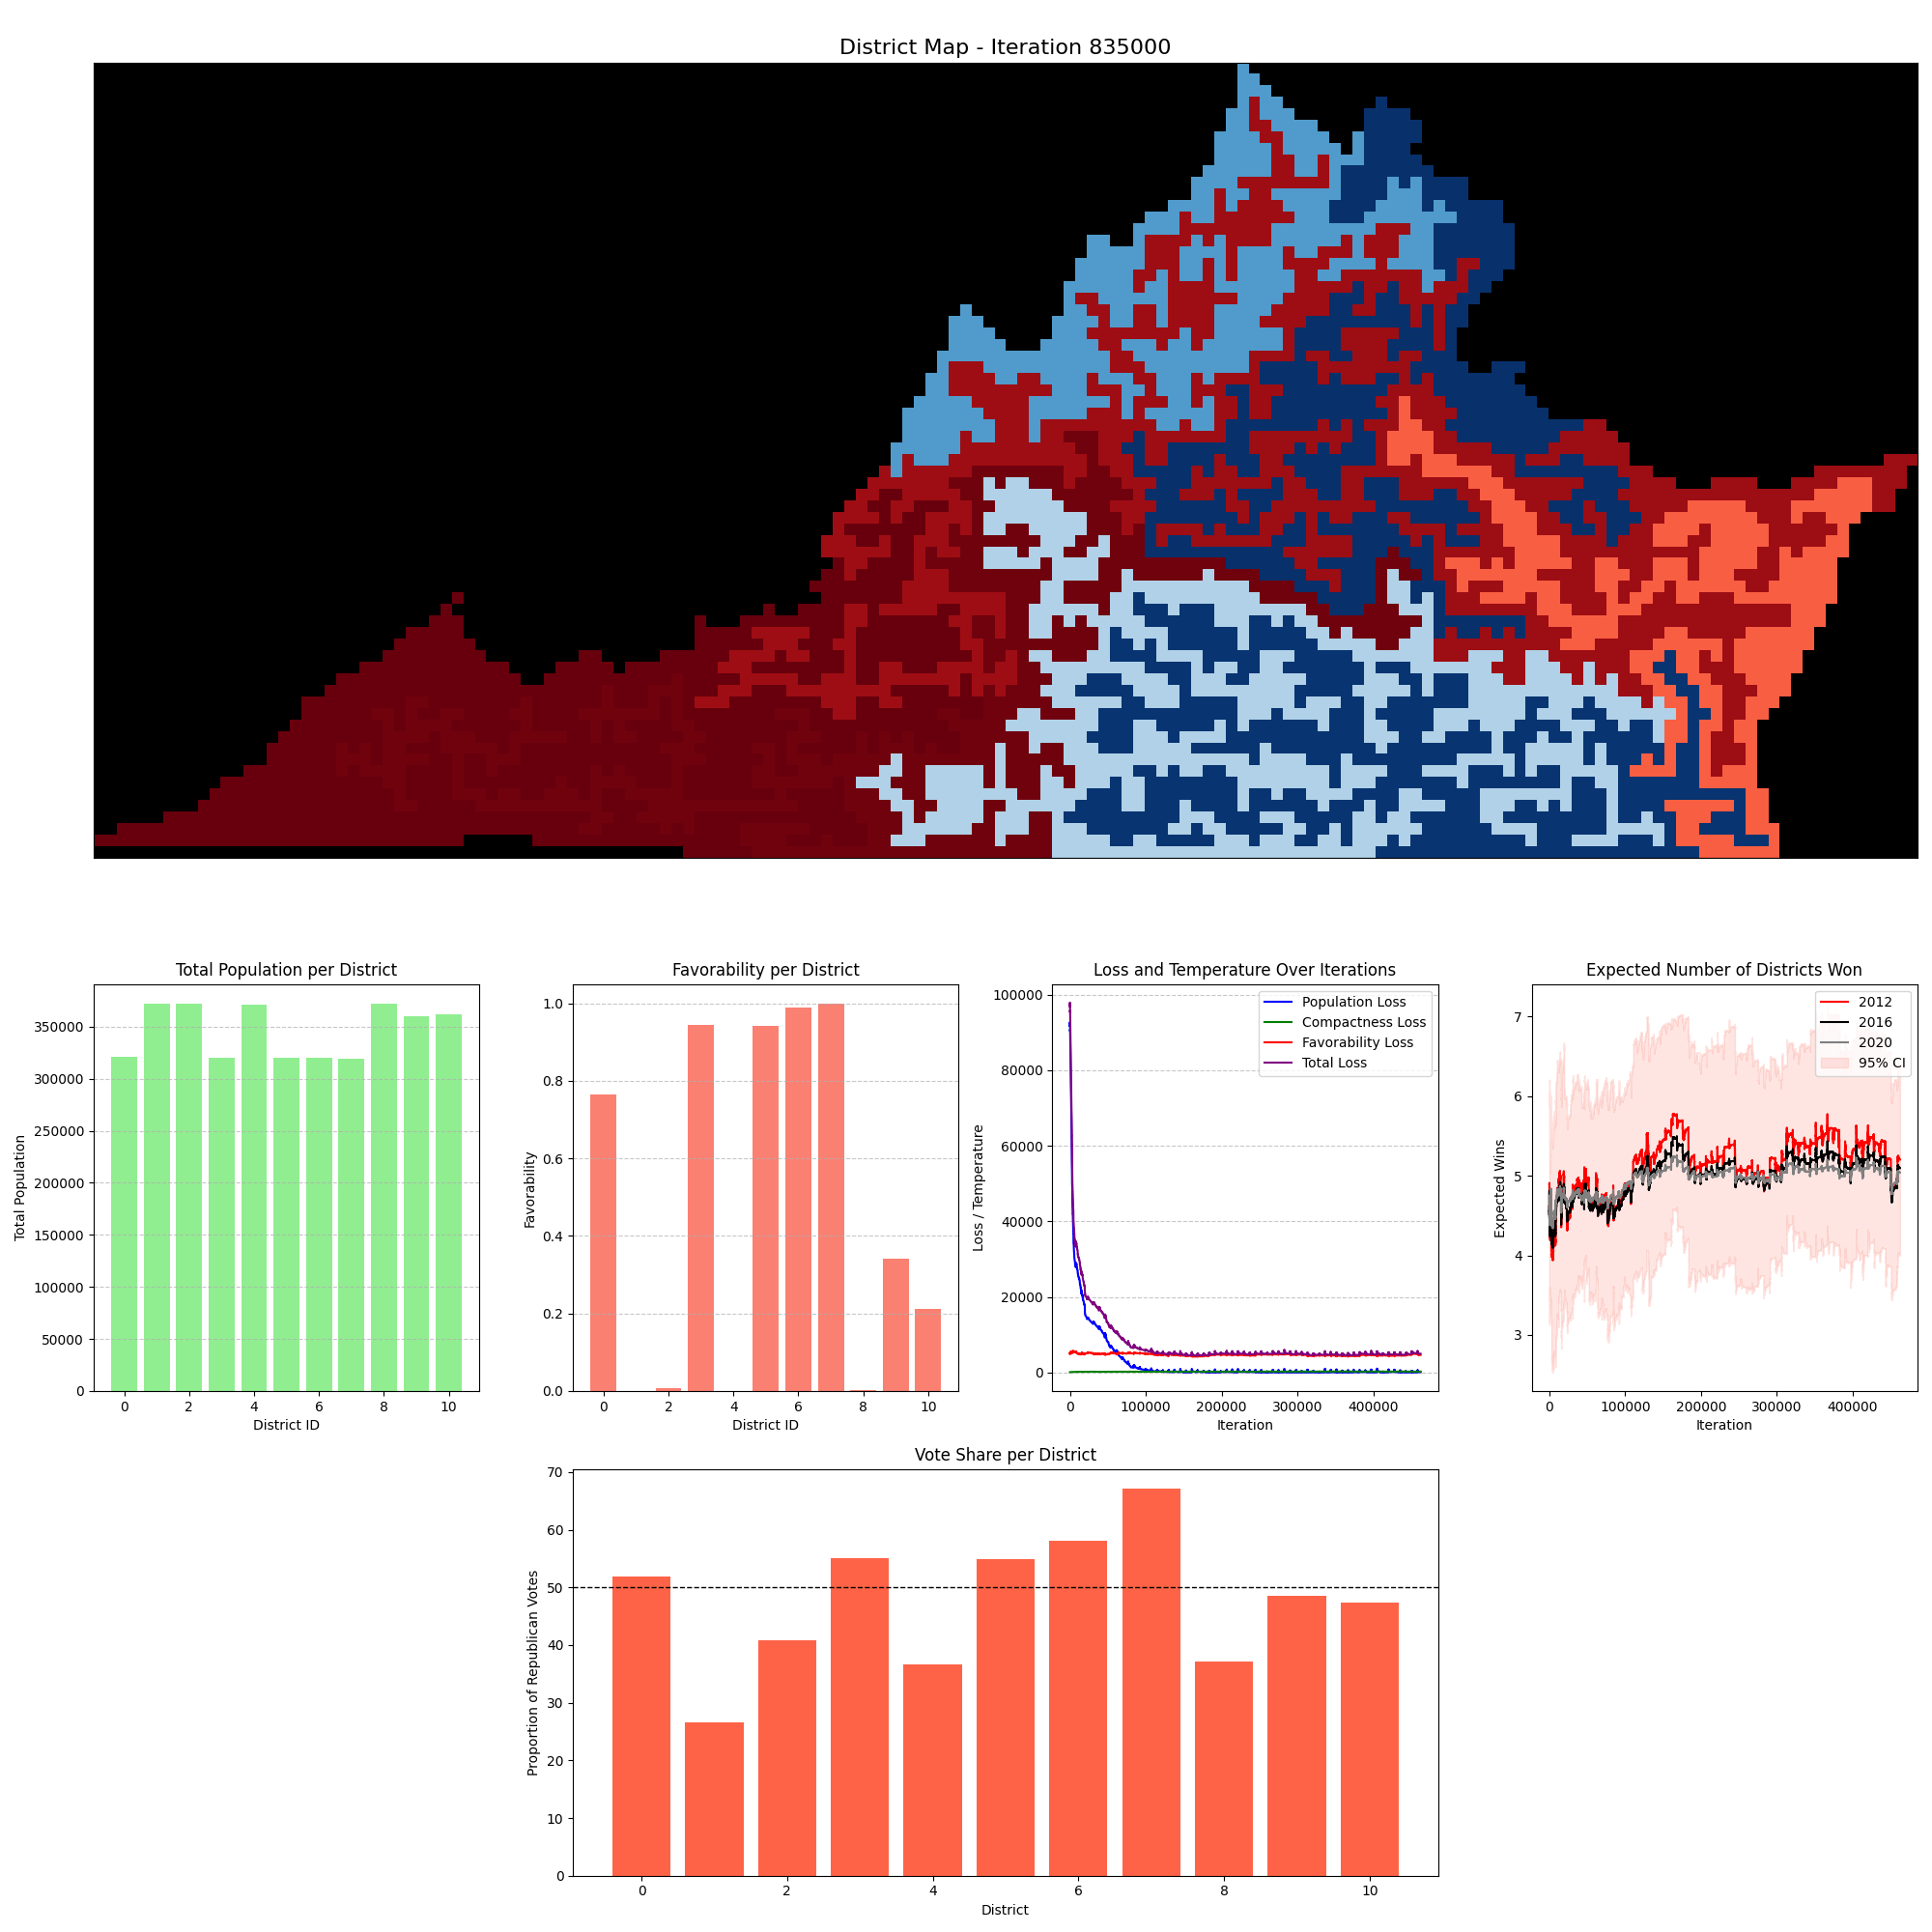 District Map - Iteration 835000
Total Population per District
Total Population
350000
300000
250000
200000
150000
100000
50000
0
0 2 4 6 8 10
District ID
Favorability per District
Favorability
1.0
0.8
0.6
0.4
0.2
0.0
0 2 4 6 8 10
District ID
Loss and Temperature Over Iterations
Loss / Temperature
100000
80000
60000
40000
20000
0
Population Loss
Compactness Loss
Favorability Loss
Total Loss
0 100000 200000 300000 400000
Iteration
Expected Number of Districts Won
Expected Wins
7
6
5
4
3
2012
2016
2020
95% CI
0 100000 200000 300000 400000
Iteration
Vote Share per District
Proportion of Republican Votes
70
60
50
40
30
20
10
0
0 2 4 6 8 10
District